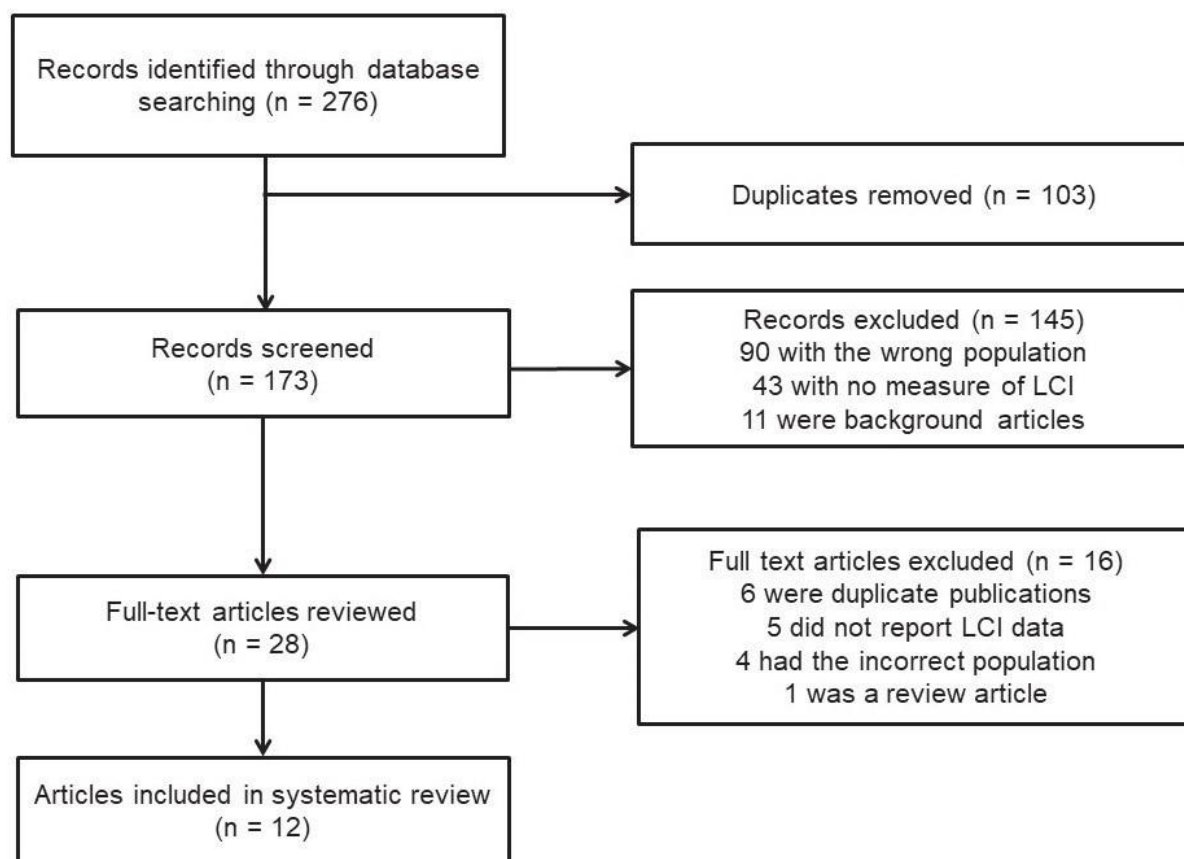 Records identified through database
searching (n = 276)
Duplicates removed (n = 103)
Records screened
(n = 173)
Records excluded (n = 145)
90 with the wrong population
43 with no measure of LCI
11 were background articles
Full-text articles reviewed
(n = 28)
Full text articles excluded (n = 16)
6 were duplicate publications
5 did not report LCI data
4 had the incorrect population
1 was a review article
Articles included in systematic review
(n = 12)